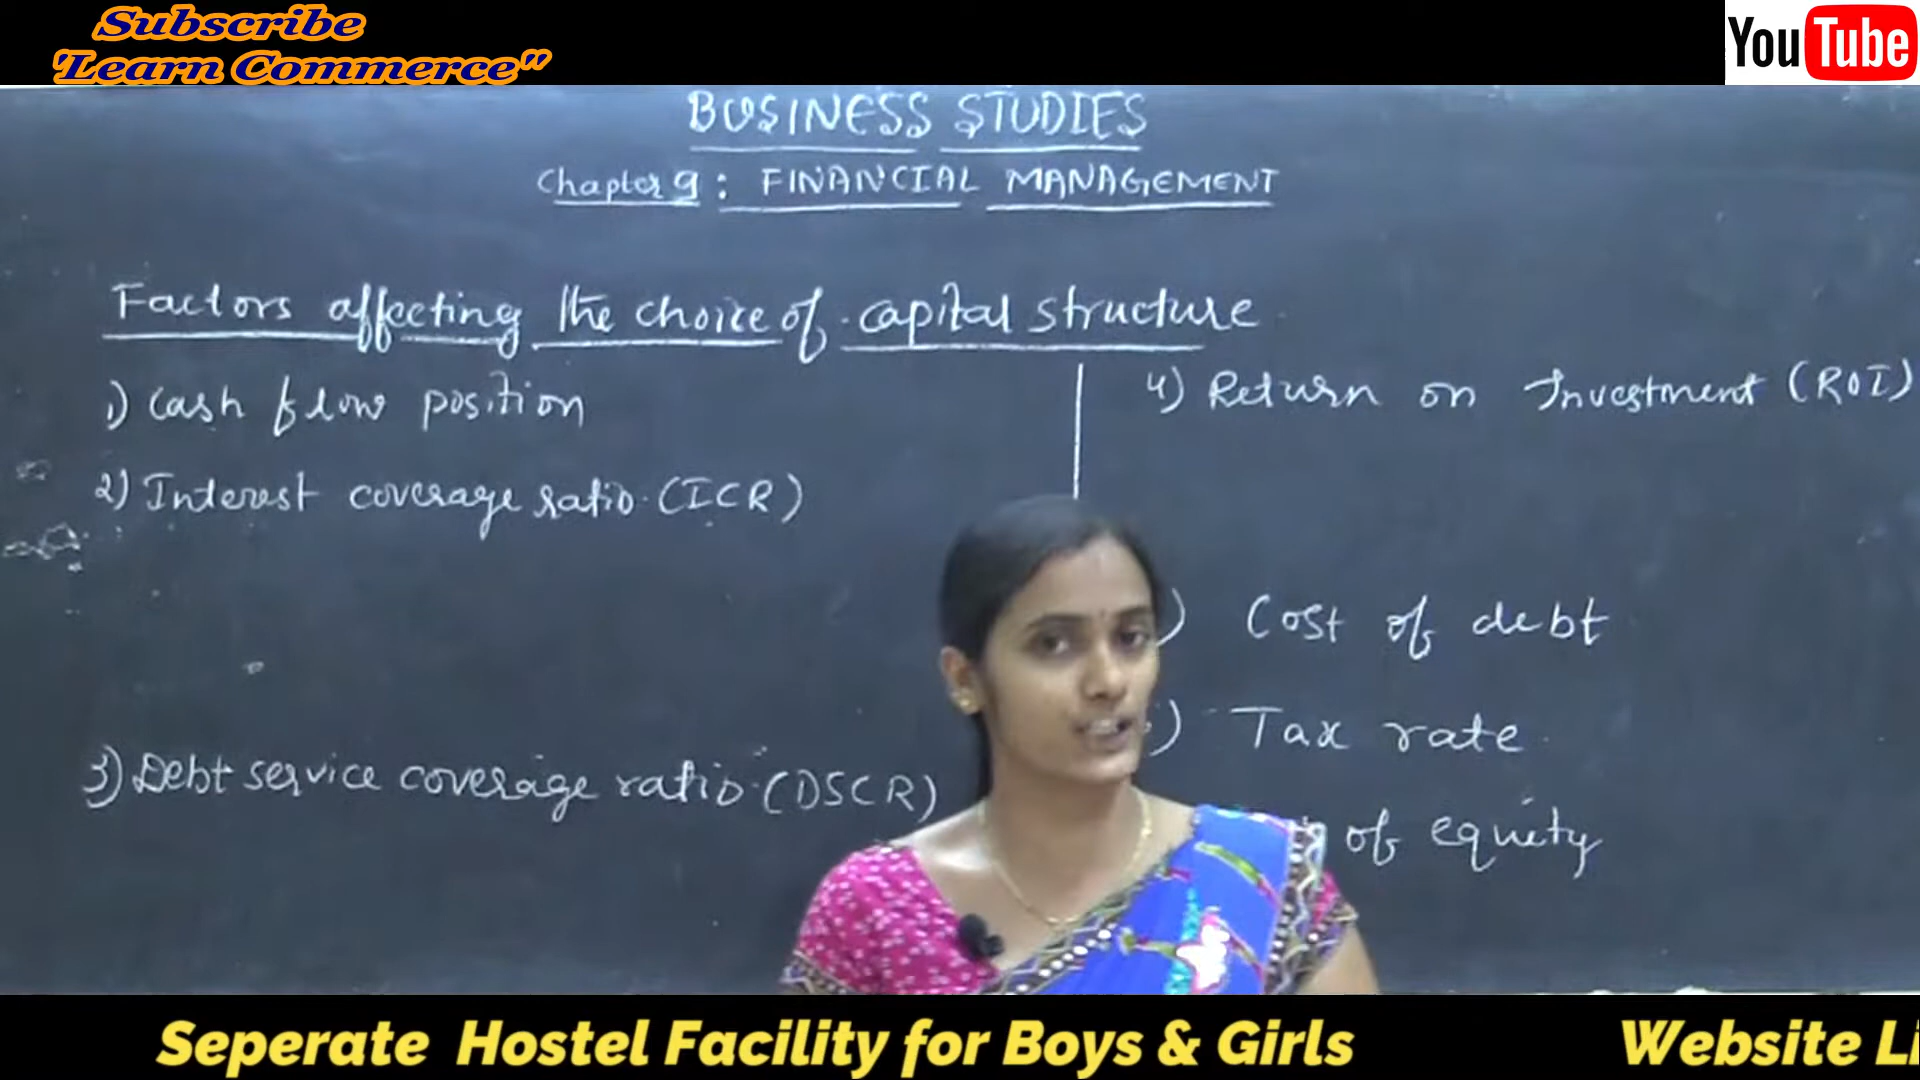 Subscribe
"Learn Commerce"
YouTube
BUSINESS STUDIES
Chapter 9 : FINANCIAL MANAGEMENT
Factors affecting the choice of capital structure
1) Cash flow position
2) Interest coverage ratio (ICR)
3) Debt service coverage ratio (DSCR)
4) Return on Investment (ROI)
) Cost of debt
) Tax rate
of equity
Seperate Hostel Facility for Boys & Girls
Website Li